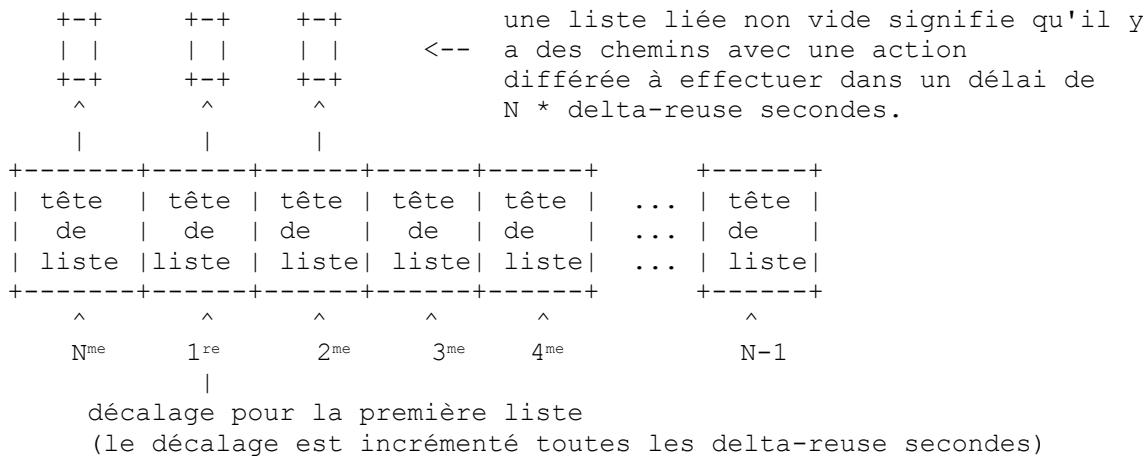 +-+ +-+ +-+ une liste liée non vide signifie qu'il y
| | | | | | <-- a des chemins avec une action
+-+ +-+ +-+ différée à effectuer dans un délai de
^ ^ ^ N * delta-reuse secondes.
| | |
+-------+------+------+------+------+ +------+
| tête | tête | tête | tête | tête | ... | tête |
| de | de | de | de | de | ... | de |
| liste |liste | liste| liste| liste| ... | liste|
+-------+------+------+------+------+ +------+
^ ^ ^ ^ ^ ^
Nme 1re 2me 3me 4me N-1
|
décalage pour la première liste
(le décalage est incrémenté toutes les delta-reuse secondes)